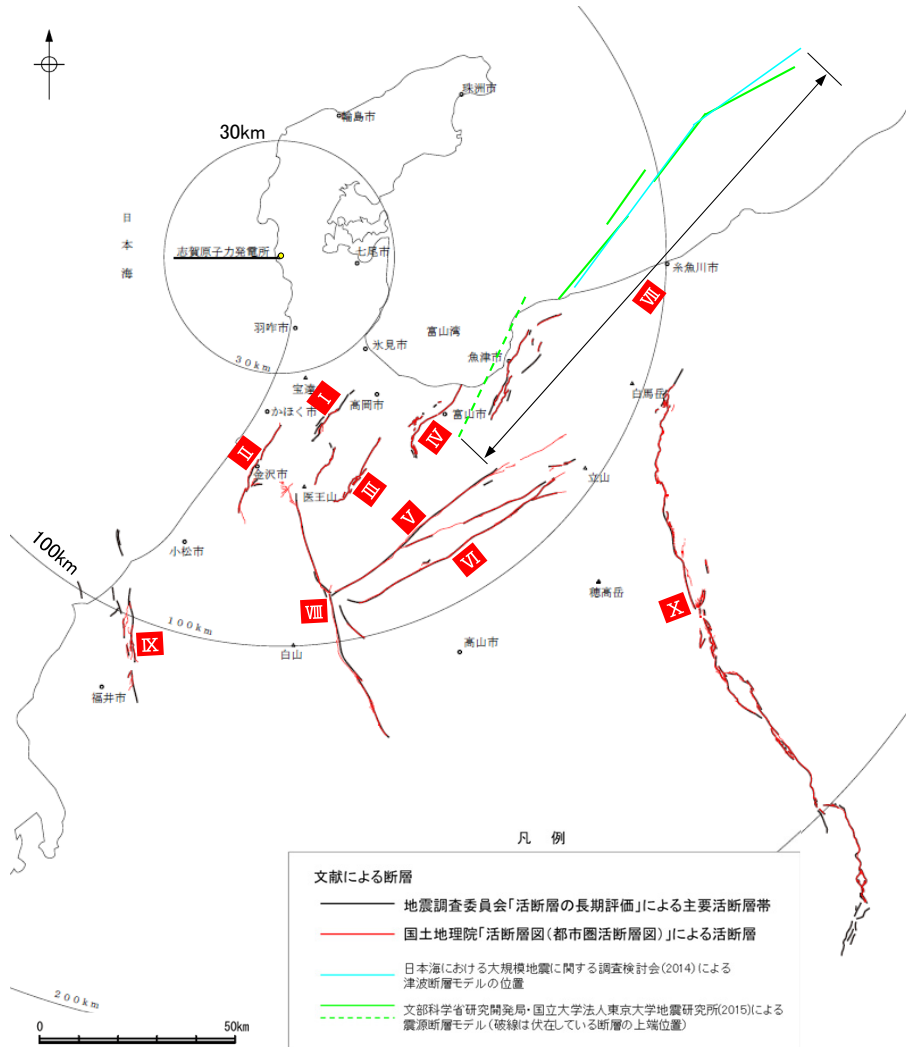 珠洲市
輪島市
30km
日本海
志賀原子力発電所
七尾市
糸魚川市
Ⅶ
羽咋市
富山湾
氷見市
魚津市
30km
宝達
白馬岳
Ⅰ
高岡市
かほく市
富山市
Ⅳ
Ⅱ
金沢市
立山
医王山
Ⅲ
Ⅴ
100km
小松市
Ⅵ
穂高岳
Ⅷ
Ⅹ
100km
Ⅸ
白山
高山市
福井市
凡 例
文献による断層
地震調査委員会「活断層の長期評価」による主要活断層帯
国土地理院「活断層図(都市圏活断層図)」による活断層
日本海における大規模地震に関する調査検討会(2014)による
津波断層モデルの位置
文部科学省研究開発局・国立大学法人東京大学地震研究所(2015)による
震源断層モデル(破線は伏在している断層の上端位置)
200km
0 50km